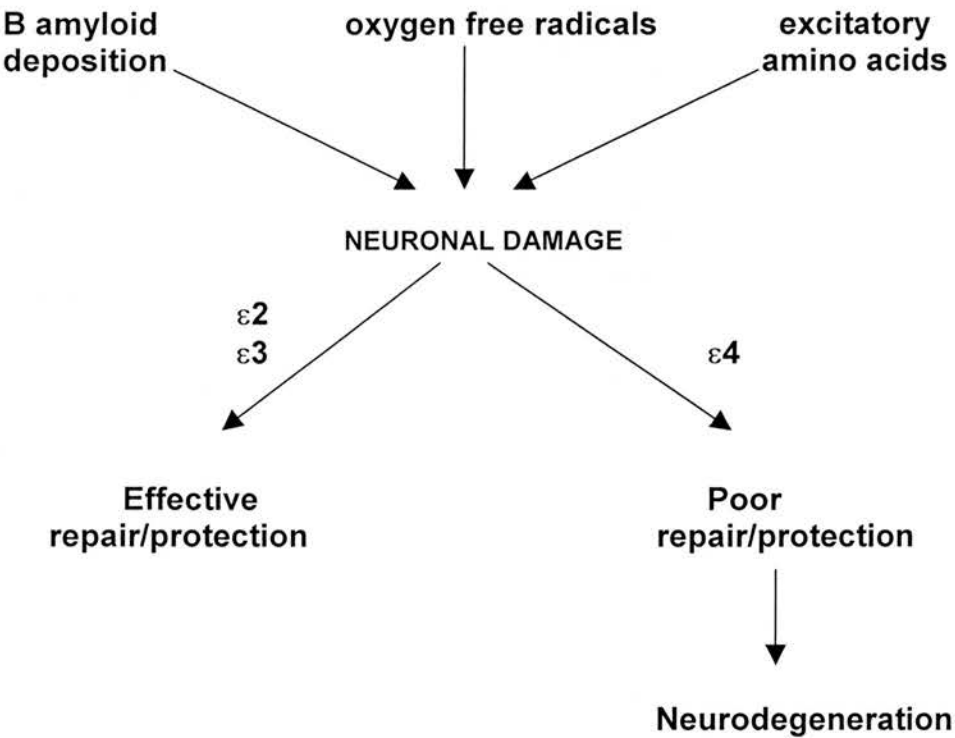 B amyloid
deposition
oxygen free radicals
excitatory
amino acids
NEURONAL DAMAGE
ε2
ε3
ε4
Effective
repair/protection
Poor
repair/protection
Neurodegeneration